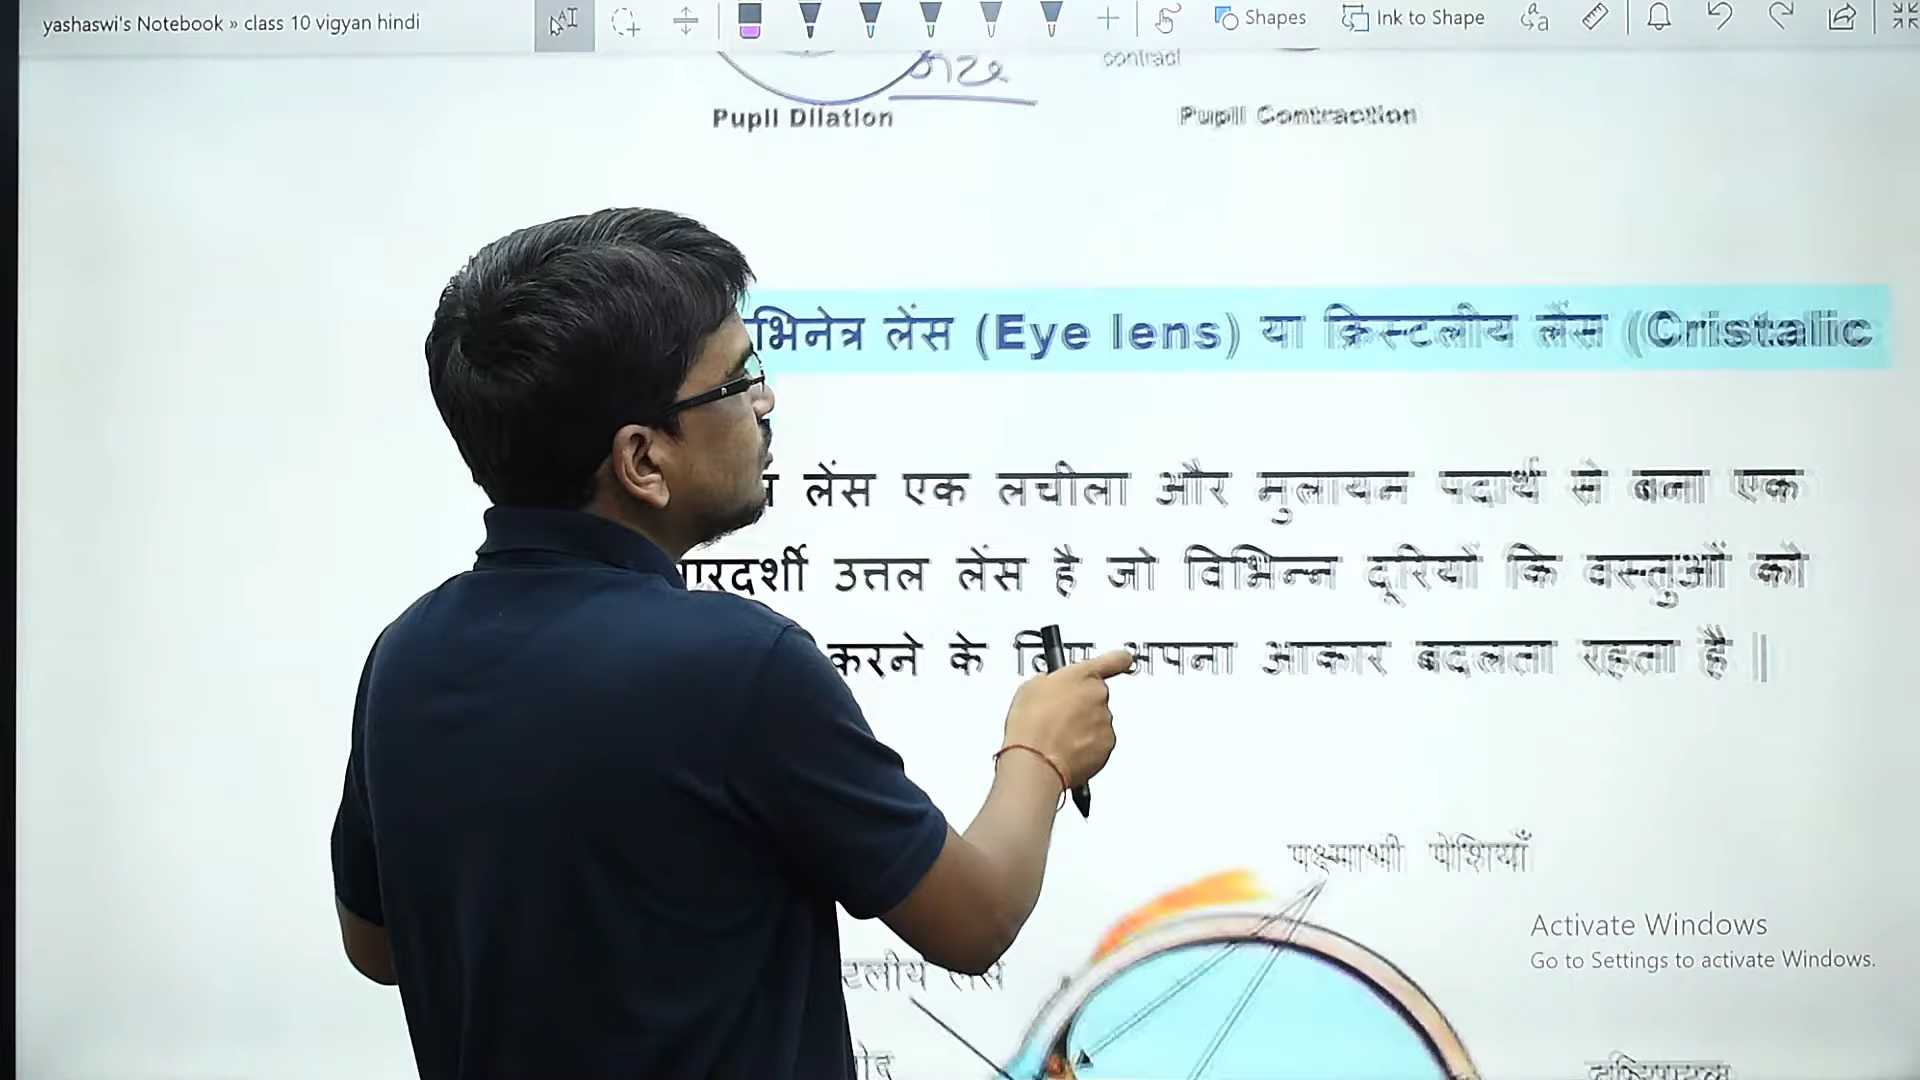 yashaswi's Notebook » class 10 vigyan hindi
Shapes
Ink to Shape
contract
Pupil Dilation
Pupil Contraction
भिनेत्र लेंस (Eye lens) या क्रिस्टलीय लेंस (Cristalic
लेंस एक लचीला और मुलायम पदार्थ से बना एक
पारदर्शी उत्तल लेंस है जो विभिन्न दूरियों कि वस्तुओं को
करने के लिए अपना आकार बदलता रहता है |
पक्ष्माभी पेशियाँ
Activate Windows
Go to Settings to activate Windows.
टलीय लेंस